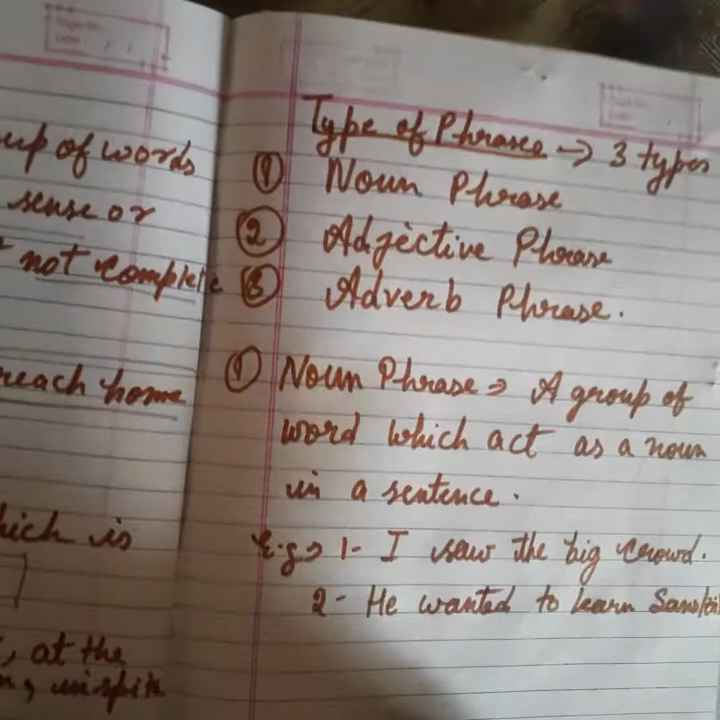 up of words
sense or
not complete
reach home
hich is
, at the
, inspite
Type of Phrase → 3 types
① Noun Phrase
② Adjective Phrase
③ Adverb Phrase.
① Noun Phrase ⇒ A group of
word which act as a noun
in a sentence.
E.g → 1- I saw the big crowd.
2- He wanted to learn